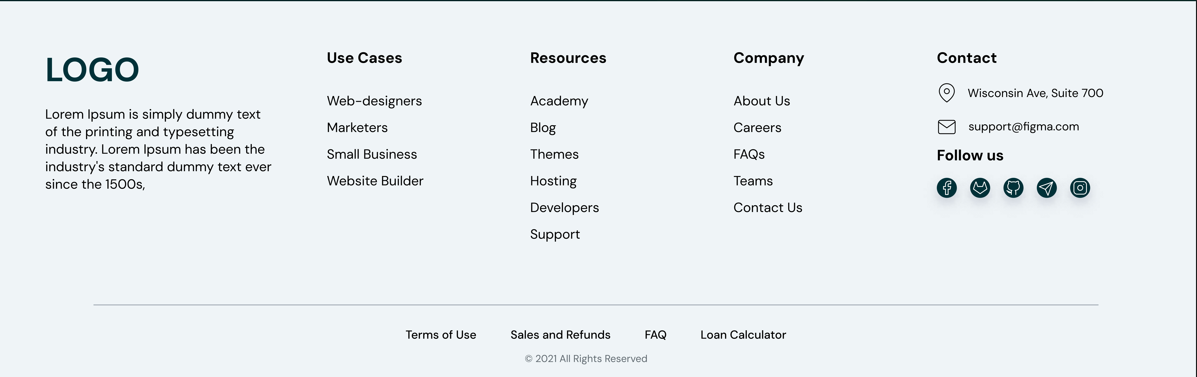 LOGO
Lorem Ipsum is simply dummy text
of the printing and typesetting
industry. Lorem Ipsum has been the
industry's standard dummy text ever
since the 1500s,
Use Cases
Web-designers
Marketers
Small Business
Website Builder
Resources
Academy
Blog
Themes
Hosting
Developers
Support
Company
About Us
Careers
FAQs
Teams
Contact Us
Contact
Wisconsin Ave, Suite 700
support@figma.com
Follow us
Terms of Use
Sales and Refunds
FAQ
Loan Calculator
© 2021 All Rights Reserved